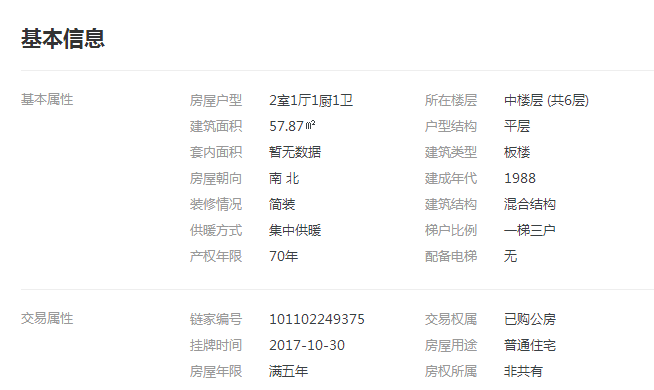 基本信息
基本属性 房屋户型 2室1厅1厨1卫 所在楼层 中楼层 (共6层)
建筑面积 57.87㎡ 户型结构 平层
套内面积 暂无数据 建筑类型 板楼
房屋朝向 南 北 建成年代 1988
装修情况 简装 建筑结构 混合结构
供暖方式 集中供暖 梯户比例 一梯三户
产权年限 70年 配备电梯 无
交易属性 链家编号 101102249375 交易权属 已购公房
挂牌时间 2017-10-30 房屋用途 普通住宅
房屋年限 满五年 房权所属 非共有